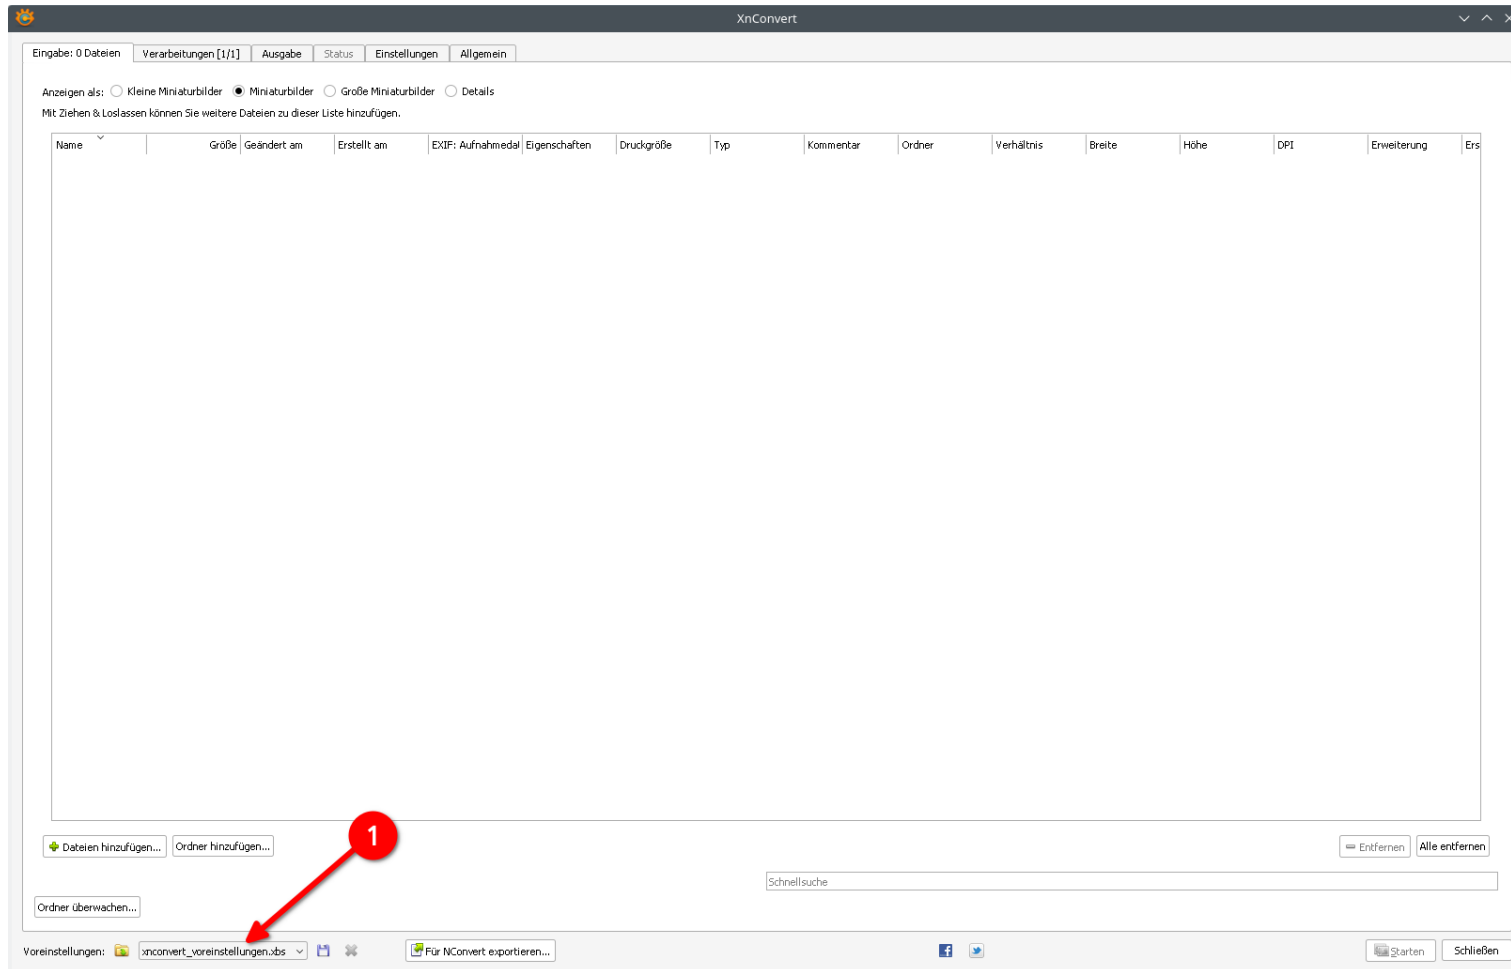 XnConvert
Eingabe: 0 Dateien Verarbeitungen [1/1] Ausgabe Status Einstellungen Allgemein
Anzeigen als: Kleine Miniaturbilder Miniaturbilder Große Miniaturbilder Details
Mit Ziehen & Loslassen können Sie weitere Dateien zu dieser Liste hinzufügen.
Name Größe Geändert am Erstellt am EXIF: Aufnahmedat Eigenschaften Druckgröße Typ Kommentar Ordner Verhältnis Breite Höhe DPI Erweiterung Ers
1
Dateien hinzufügen... Ordner hinzufügen... Entfernen Alle entfernen
Schnellsuche
Ordner überwachen...
Voreinstellungen: xnconvert_voreinstellungen.xbs Für NConvert exportieren... Starten Schließen